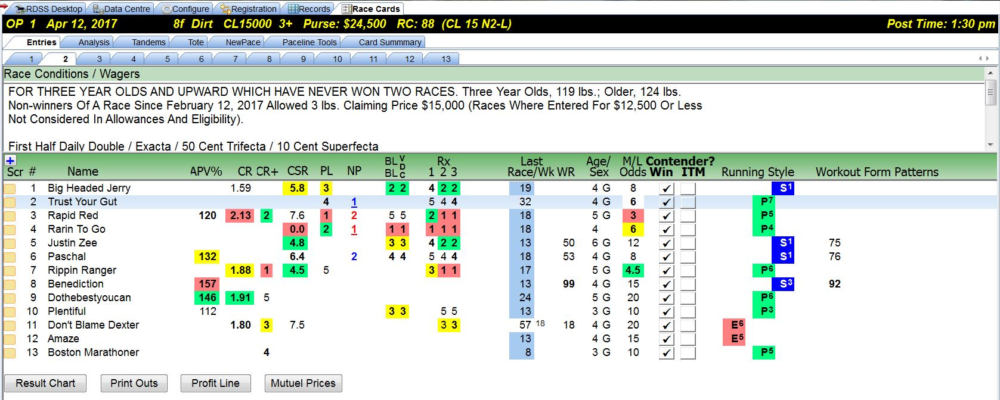 RDSS Desktop Data Centre Configure Registration Records Race Cards
OP 1 Apr 12, 2017 8f Dirt CL15000 3+ Purse: $24,500 RC: 88 (CL 15 N2-L) Post Time: 1:30 pm
Entries Analysis Tandems Tote NewPace Paceline Tools Card Summmary
1 2 3 4 5 6 7 8 9 10 11 12 13
Race Conditions / Wagers
FOR THREE YEAR OLDS AND UPWARD WHICH HAVE NEVER WON TWO RACES. Three Year Olds, 119 lbs.; Older, 124 lbs.
Non-winners Of A Race Since February 12, 2017 Allowed 3 lbs. Claiming Price $15,000 (Races Where Entered For $12,500 Or Less
Not Considered In Allowances And Eligibility).
First Half Daily Double / Exacta / 50 Cent Trifecta / 10 Cent Superfecta
BL V Rx Last Age/ M/L Contender?
Scr # Name APV% CR CR+ CSR PL NP BL D C 1 2 3 Race/Wk WR Sex Odds Win ITM Running Style Workout Form Patterns
1 Big Headed Jerry 1.59 5.8 3 2 2 4 2 2 19 4 G 8 ✓ S1
2 Trust Your Gut 4 1 5 4 4 32 4 G 6 ✓ P7
3 Rapid Red 120 2.13 2 7.6 1 2 5 5 2 1 1 18 5 G 3 ✓ P5
4 Rarin To Go 0.0 2 1 1 1 1 1 1 18 4 6 ✓ P4
5 Justin Zee 4.8 3 3 4 2 2 13 50 6 G 12 ✓ S1 75
6 Paschal 132 6.4 2 4 4 5 4 4 18 53 4 G 8 ✓ S1 76
7 Rippin Ranger 1.88 1 4.5 5 3 1 1 17 5 G 4.5 ✓ P6
8 Benediction 157 13 99 4 G 15 ✓ S3 92
9 Dothebestyoucan 146 1.91 5 24 5 G 20 ✓ P6
10 Plentiful 112 3 3 5 5 13 3 G 10 ✓ P3
11 Don't Blame Dexter 1.80 3 7.5 3 3 57 18 18 4 G 20 ✓ E6
12 Amaze 13 4 G 15 ✓ E5
13 Boston Marathoner 4 8 3 G 10 ✓ P5
Result Chart Print Outs Profit Line Mutuel Prices